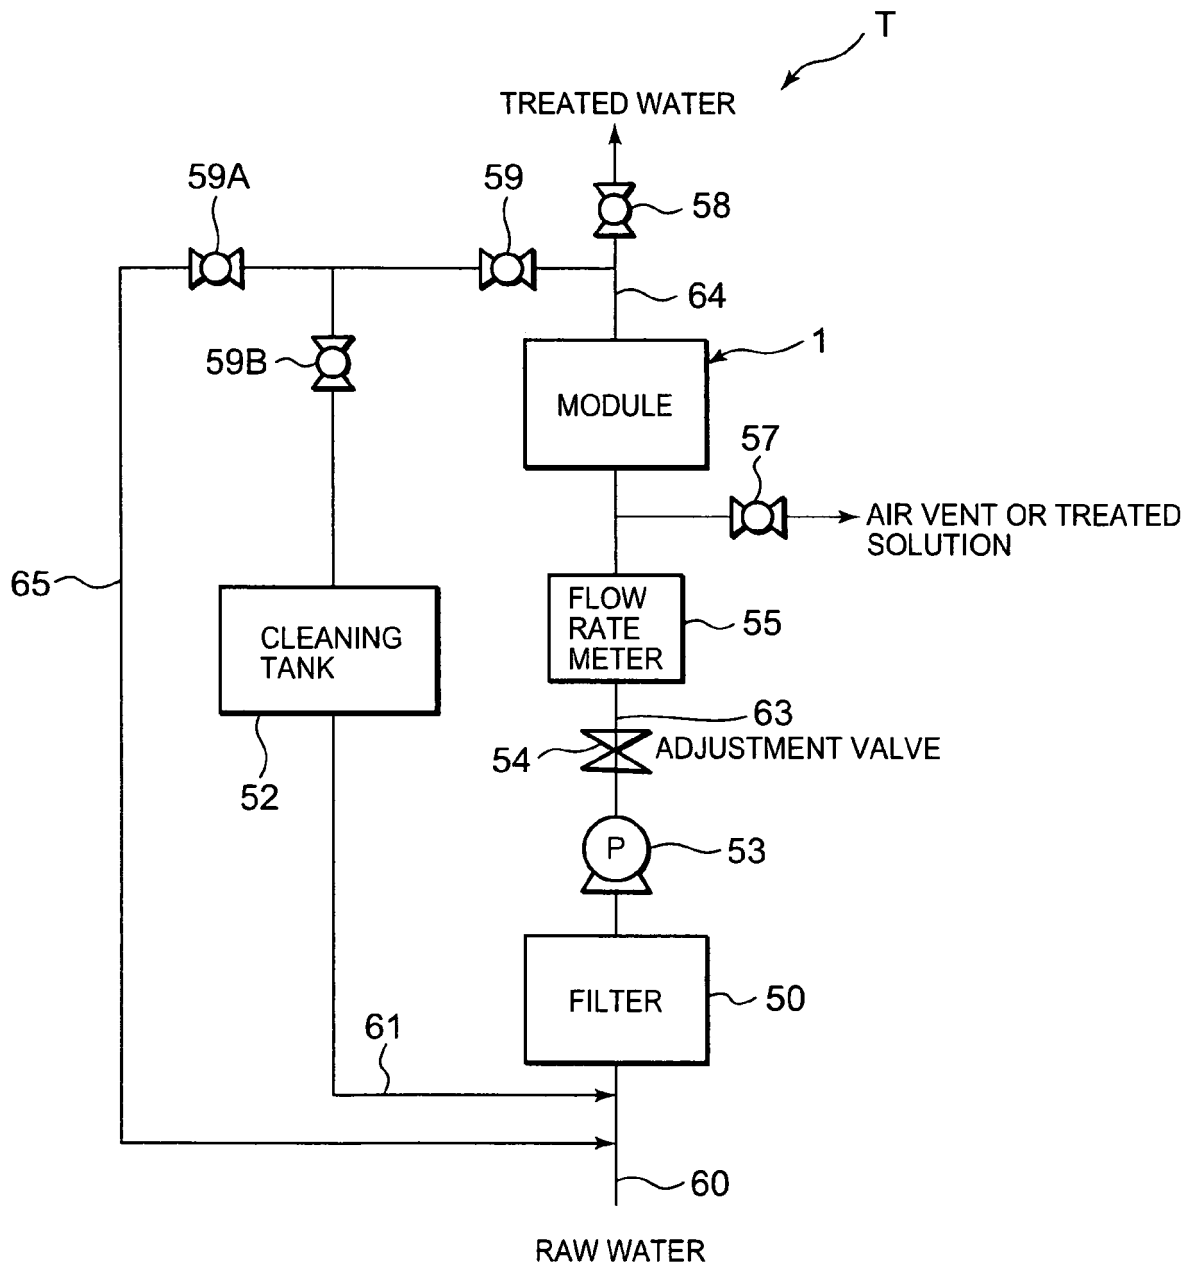 T
TREATED WATER
59A
59
58
64
59B
1
MODULE
57
AIR VENT OR TREATED
SOLUTION
65
FLOW
RATE
METER
55
CLEANING
TANK
63
54
ADJUSTMENT VALVE
52
P
53
FILTER
50
61
60
RAW WATER